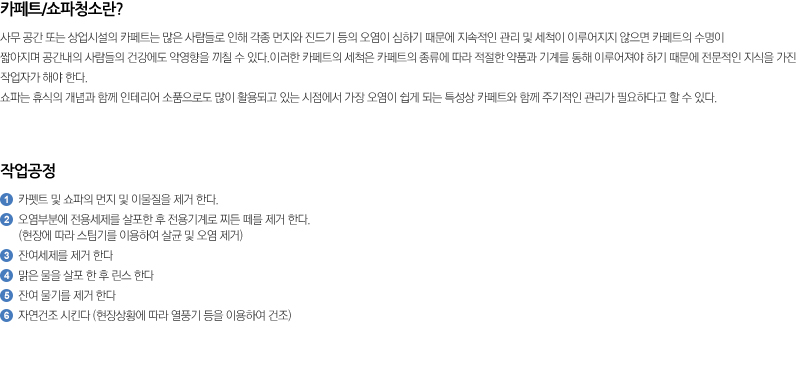 카페트/쇼파청소란?
사무 공간 또는 상업시설의 카페트는 많은 사람들로 인해 각종 먼지와 진드기 등의 오염이 심하기 때문에 지속적인 관리 및 세척이 이루어지지 않으면 카페트의 수명이
짧아지며 공간내의 사람들의 건강에도 악영향을 끼칠 수 있다.이러한 카페트의 세척은 카페트의 종류에 따라 적절한 약품과 기계를 통해 이루어져야 하기 때문에 전문적인 지식을 가진
작업자가 해야 한다.
쇼파는 휴식의 개념과 함께 인테리어 소품으로도 많이 활용되고 있는 시점에서 가장 오염이 쉽게 되는 특성상 카페트와 함께 주기적인 관리가 필요하다고 할 수 있다.
작업공정
1 카펫트 및 쇼파의 먼지 및 이물질을 제거 한다.
2 오염부분에 전용세제를 살포한 후 전용기계로 찌든 떼를 제거 한다.
(현장에 따라 스팀기를 이용하여 살균 및 오염 제거)
3 잔여세제를 제거 한다
4 맑은 물을 살포 한 후 린스 한다
5 잔여 물기를 제거 한다
6 자연건조 시킨다 (현장상황에 따라 열풍기 등을 이용하여 건조)